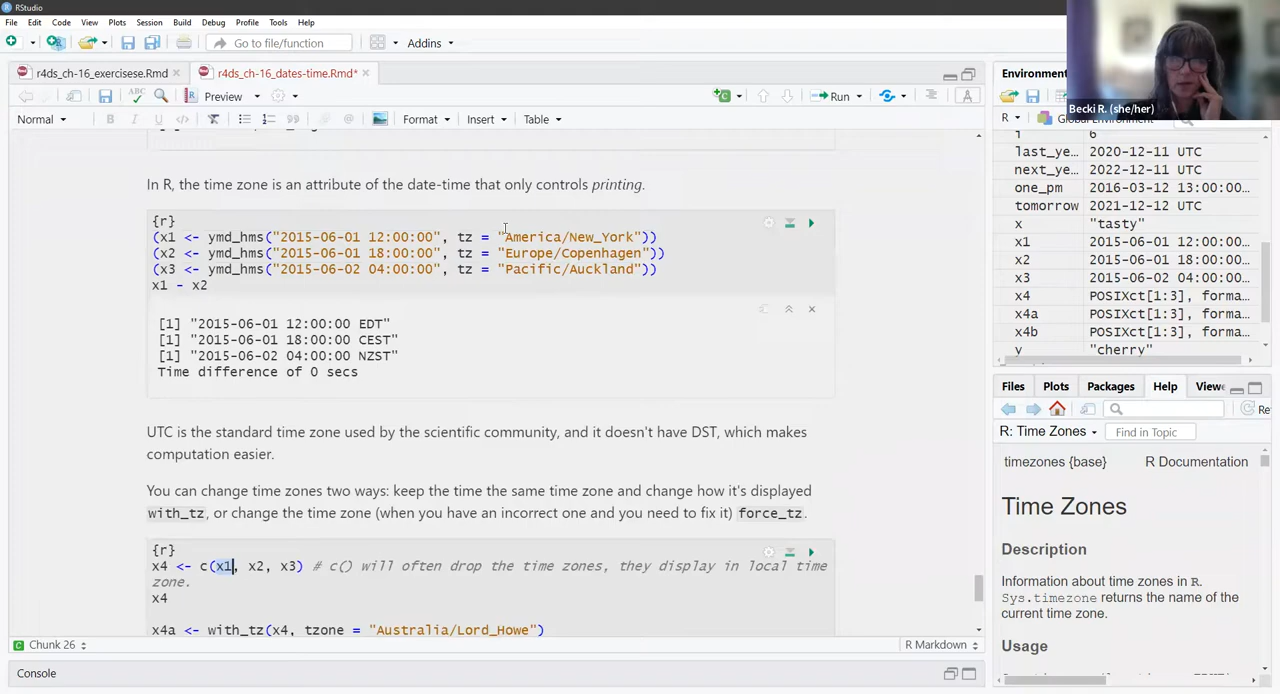 RStudio
File Edit Code View Plots Session Build Debug Profile Tools Help
Go to file/function Addins
r4ds_ch-16_exercisese.Rmd r4ds_ch-16_dates-time.Rmd*
Preview Run
Normal B I U Format Insert Table
In R, the time zone is an attribute of the date-time that only controls printing.
{r}
(x1 <- ymd_hms("2015-06-01 12:00:00", tz = "America/New_York"))
(x2 <- ymd_hms("2015-06-01 18:00:00", tz = "Europe/Copenhagen"))
(x3 <- ymd_hms("2015-06-02 04:00:00", tz = "Pacific/Auckland"))
x1 - x2
[1] "2015-06-01 12:00:00 EDT"
[1] "2015-06-01 18:00:00 CEST"
[1] "2015-06-02 04:00:00 NZST"
Time difference of 0 secs
UTC is the standard time zone used by the scientific community, and it doesn't have DST, which makes
computation easier.
You can change time zones two ways: keep the time the same time zone and change how it's displayed
with_tz, or change the time zone (when you have an incorrect one and you need to fix it) force_tz.
{r}
x4 <- c(x1, x2, x3) # c() will often drop the time zones, they display in local time
zone.
x4
x4a <- with_tz(x4, tzone = "Australia/Lord_Howe")
Chunk 26 R Markdown
Console
Becki R. (she/her)
Environment
R Global Environment
6
last_ye… 2020-12-11 UTC
next_ye… 2022-12-11 UTC
one_pm 2016-03-12 13:00:00…
tomorrow 2021-12-12 UTC
x "tasty"
x1 2015-06-01 12:00:0…
x2 2015-06-01 18:00:0…
x3 2015-06-02 04:00:0…
x4 POSIXct[1:3], forma…
x4a POSIXct[1:3], forma…
x4b POSIXct[1:3], forma…
y "cherry"
Files Plots Packages Help View
Re
R: Time Zones Find in Topic
timezones {base} R Documentation
Time Zones
Description
Information about time zones in R.
Sys.timezone returns the name of the
current time zone.
Usage